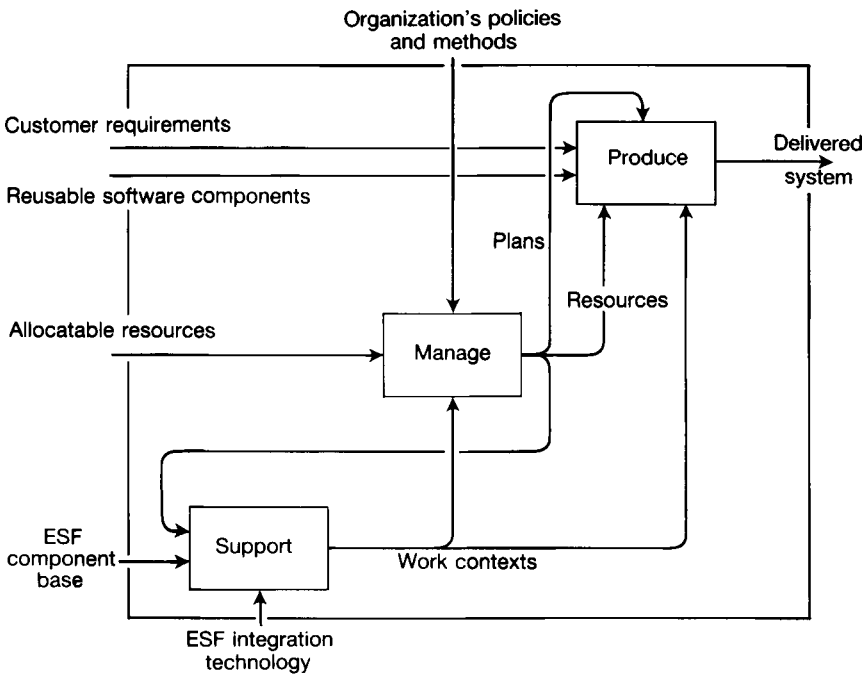 Organization's policies
and methods
Customer requirements
Produce
Delivered
system
Reusable software components
Plans
Resources
Allocatable resources
Manage
ESF
component
base
Support
Work contexts
ESF integration
technology